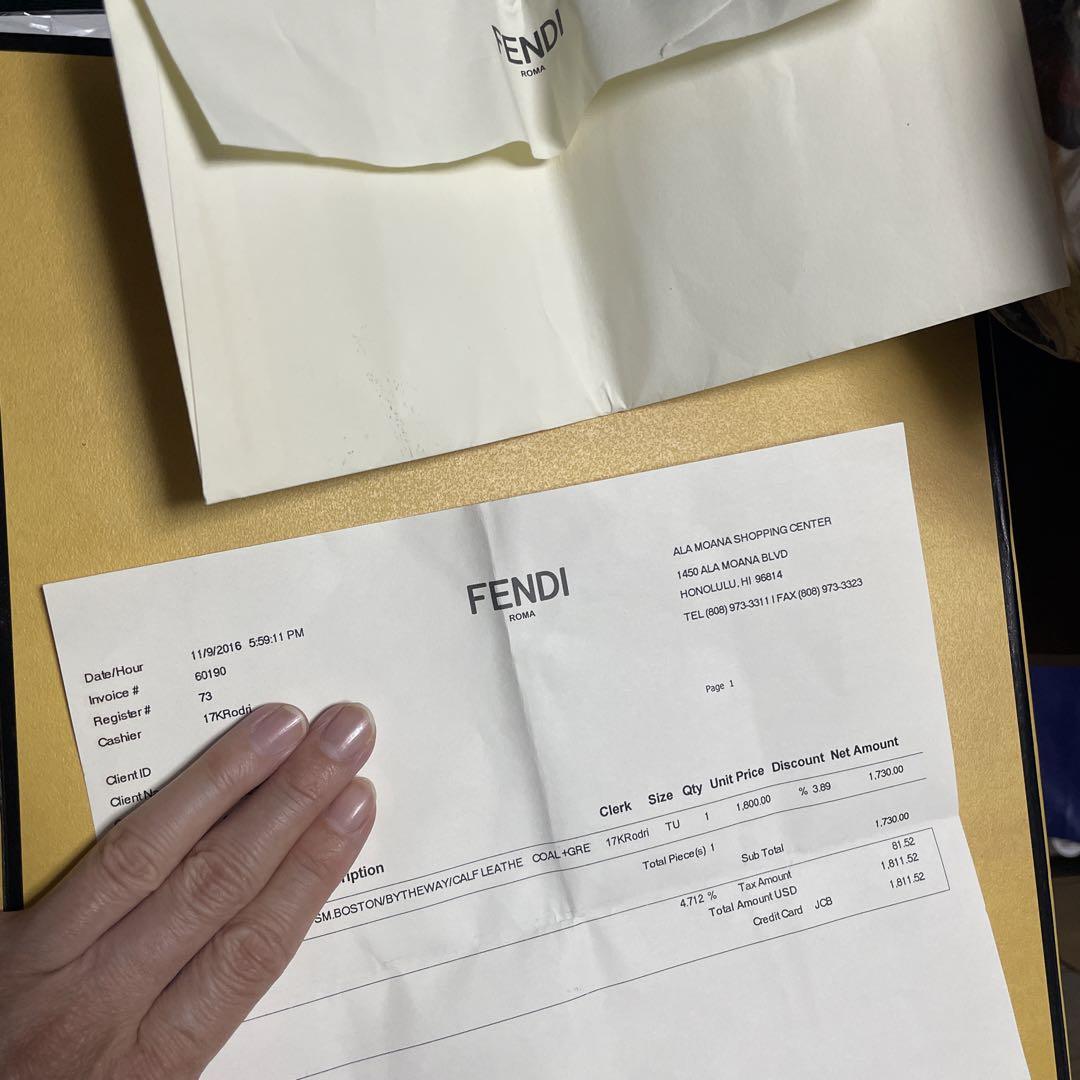 FENDI
ROMA
FENDI
ROMA
ALA MOANA SHOPPING CENTER
1450 ALA MOANA BLVD
HONOLULU, HI 96814
TEL (808) 973-3311 I FAX (808) 973-3323
Page 1
Date/Hour 11/9/2016 5:59:11 PM
Invoice # 60190
Register # 73
Cashier 17KRodri
Client ID
Client
Clerk Size Qty Unit Price Discount Net Amount
SM.BOSTON/BYTHEWAY/CALF LEATHE COAL+GRE 17KRodri TU 1 1,800.00 % 3.89 1,730.00
Total Piece(s) 1 Sub Total 1,730.00
4.712 % Tax Amount 81.52
Total Amount USD 1,811.52
Credit Card JCB 1,811.52